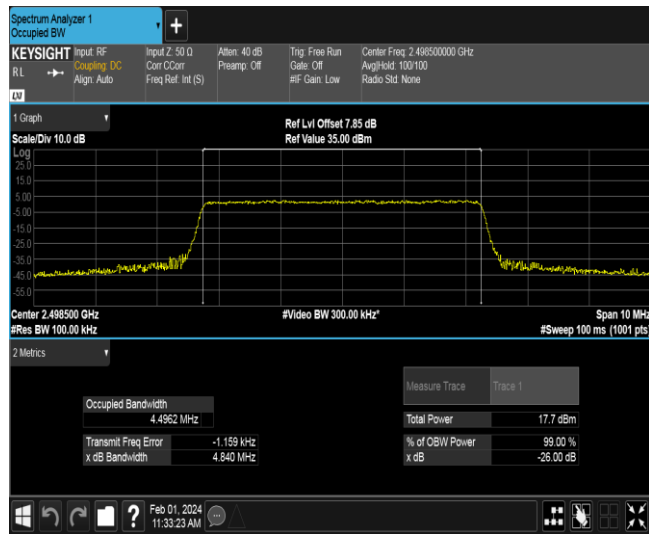 Spectrum Analyzer 1
Occupied BW
+
KEYSIGHT
RL
LXI
Input: RF
Coupling: DC
Align: Auto
Input Z: 50 Ω
Corr CCorr
Freq Ref: Int (S)
Atten: 40 dB
Preamp: Off
Trig: Free Run
Gate: Off
#IF Gain: Low
Center Freq: 2.498500000 GHz
Avg|Hold: 100/100
Radio Std: None
1 Graph
Scale/Div 10.0 dB
Ref Lvl Offset 7.85 dB
Ref Value 35.00 dBm
Log
25.0
15.0
5.00
-5.00
-15.0
-25.0
-35.0
-45.0
-55.0
Center 2.498500 GHz
#Res BW 100.00 kHz
#Video BW 300.00 kHz*
Span 10 MHz
#Sweep 100 ms (1001 pts)
2 Metrics
Measure Trace Trace 1
Occupied Bandwidth
4.4962 MHz
Total Power 17.7 dBm
Transmit Freq Error -1.159 kHz
% of OBW Power 99.00 %
x dB Bandwidth 4.840 MHz
x dB -26.00 dB
?
Feb 01, 2024
11:33:23 AM